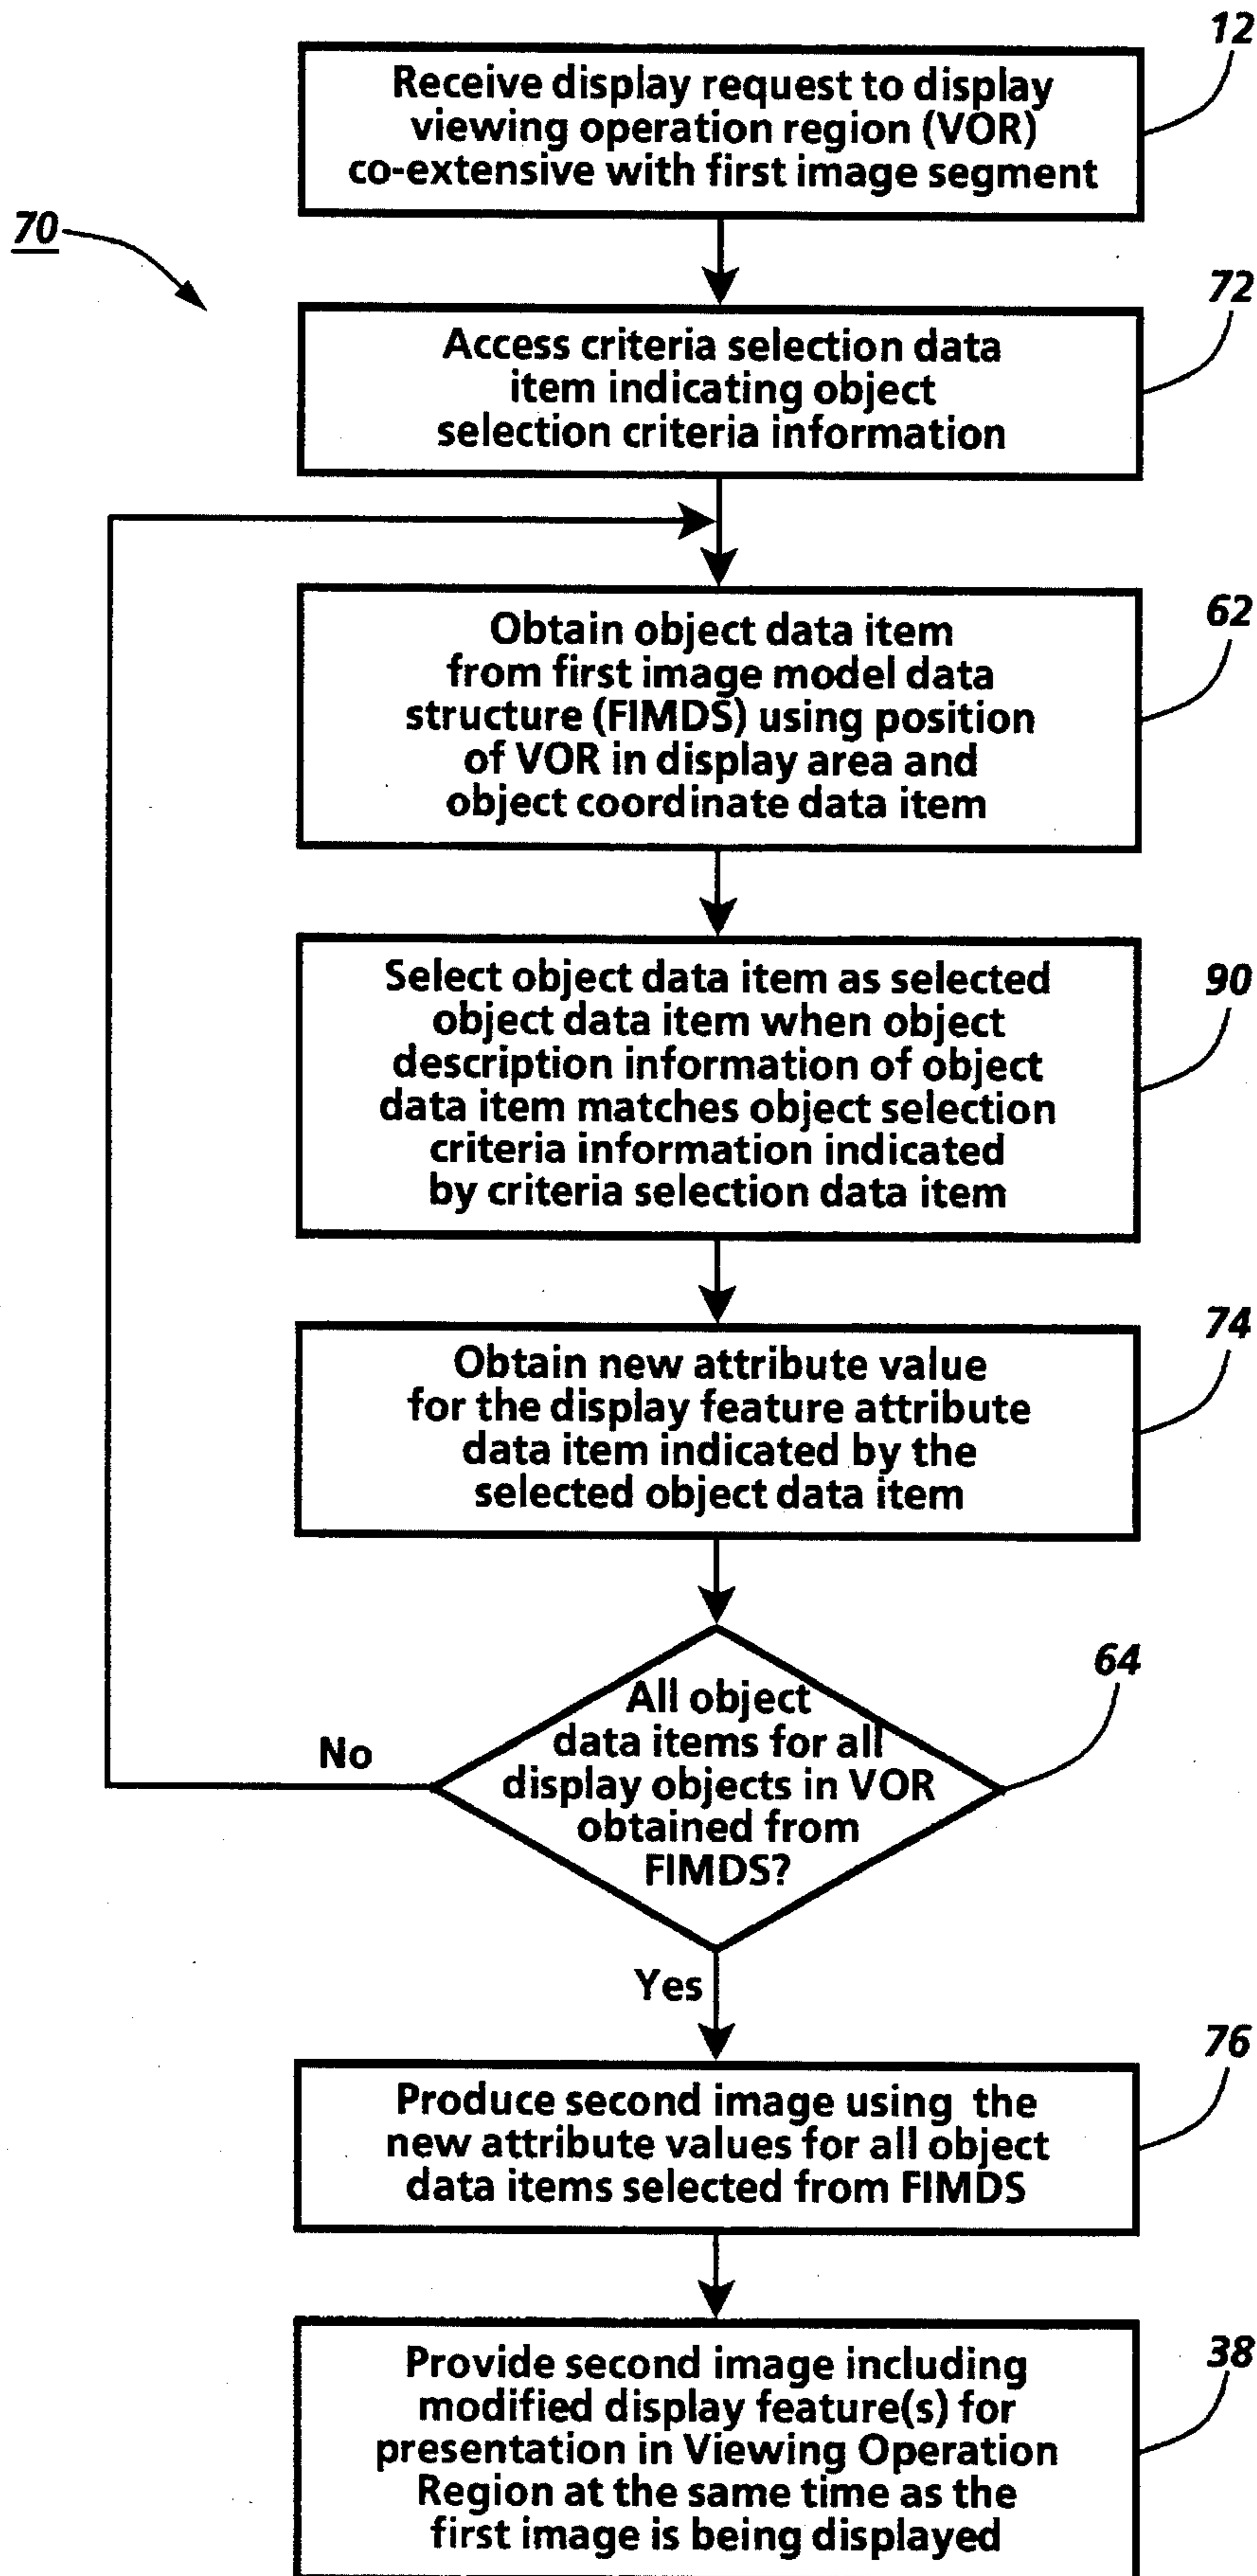 12
Receive display request to display
viewing operation region (VOR)
co-extensive with first image segment
70
72
Access criteria selection data
item indicating object
selection criteria information
62
Obtain object data item
from first image model data
structure (FIMDS) using position
of VOR in display area and
object coordinate data item
90
Select object data item as selected
object data item when object
description information of object
data item matches object selection
criteria information indicated
by criteria selection data item
74
Obtain new attribute value
for the display feature attribute
data item indicated by the
selected object data item
64
All object
data items for all
display objects in VOR
obtained from
FIMDS?
No
Yes
76
Produce second image using the
new attribute values for all object
data items selected from FIMDS
38
Provide second image including
modified display feature(s) for
presentation in Viewing Operation
Region at the same time as the
first image is being displayed